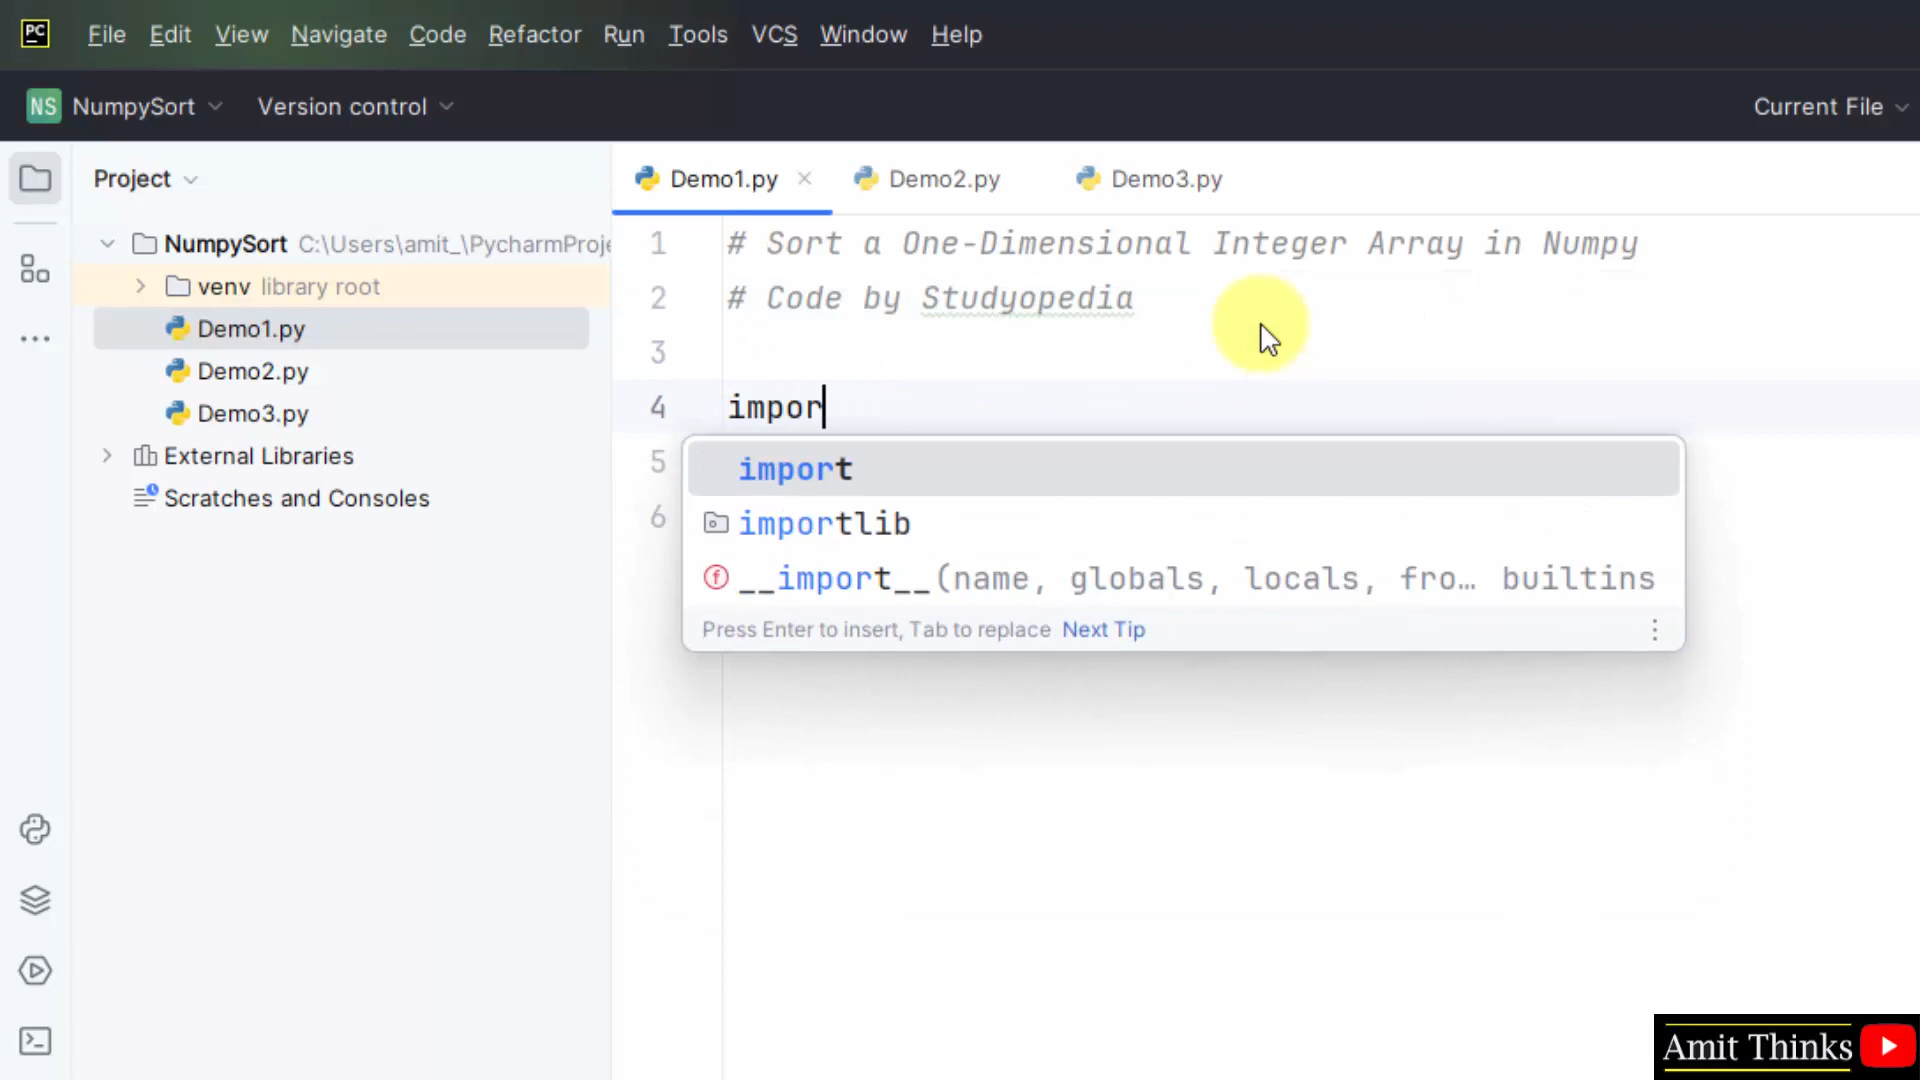 PC File Edit View Navigate Code Refactor Run Tools VCS Window Help
NS NumpySort Version control Current File
Project
Demo1.py Demo2.py Demo3.py
NumpySort C:\Users\amit_\PycharmProje
venv library root
Demo1.py
Demo2.py
Demo3.py
External Libraries
Scratches and Consoles
1 # Sort a One-Dimensional Integer Array in Numpy
2 # Code by Studyopedia
3
4 impor
5
6
import
importlib
__import__(name, globals, locals, fro… builtins
Press Enter to insert, Tab to replace Next Tip
Amit Thinks